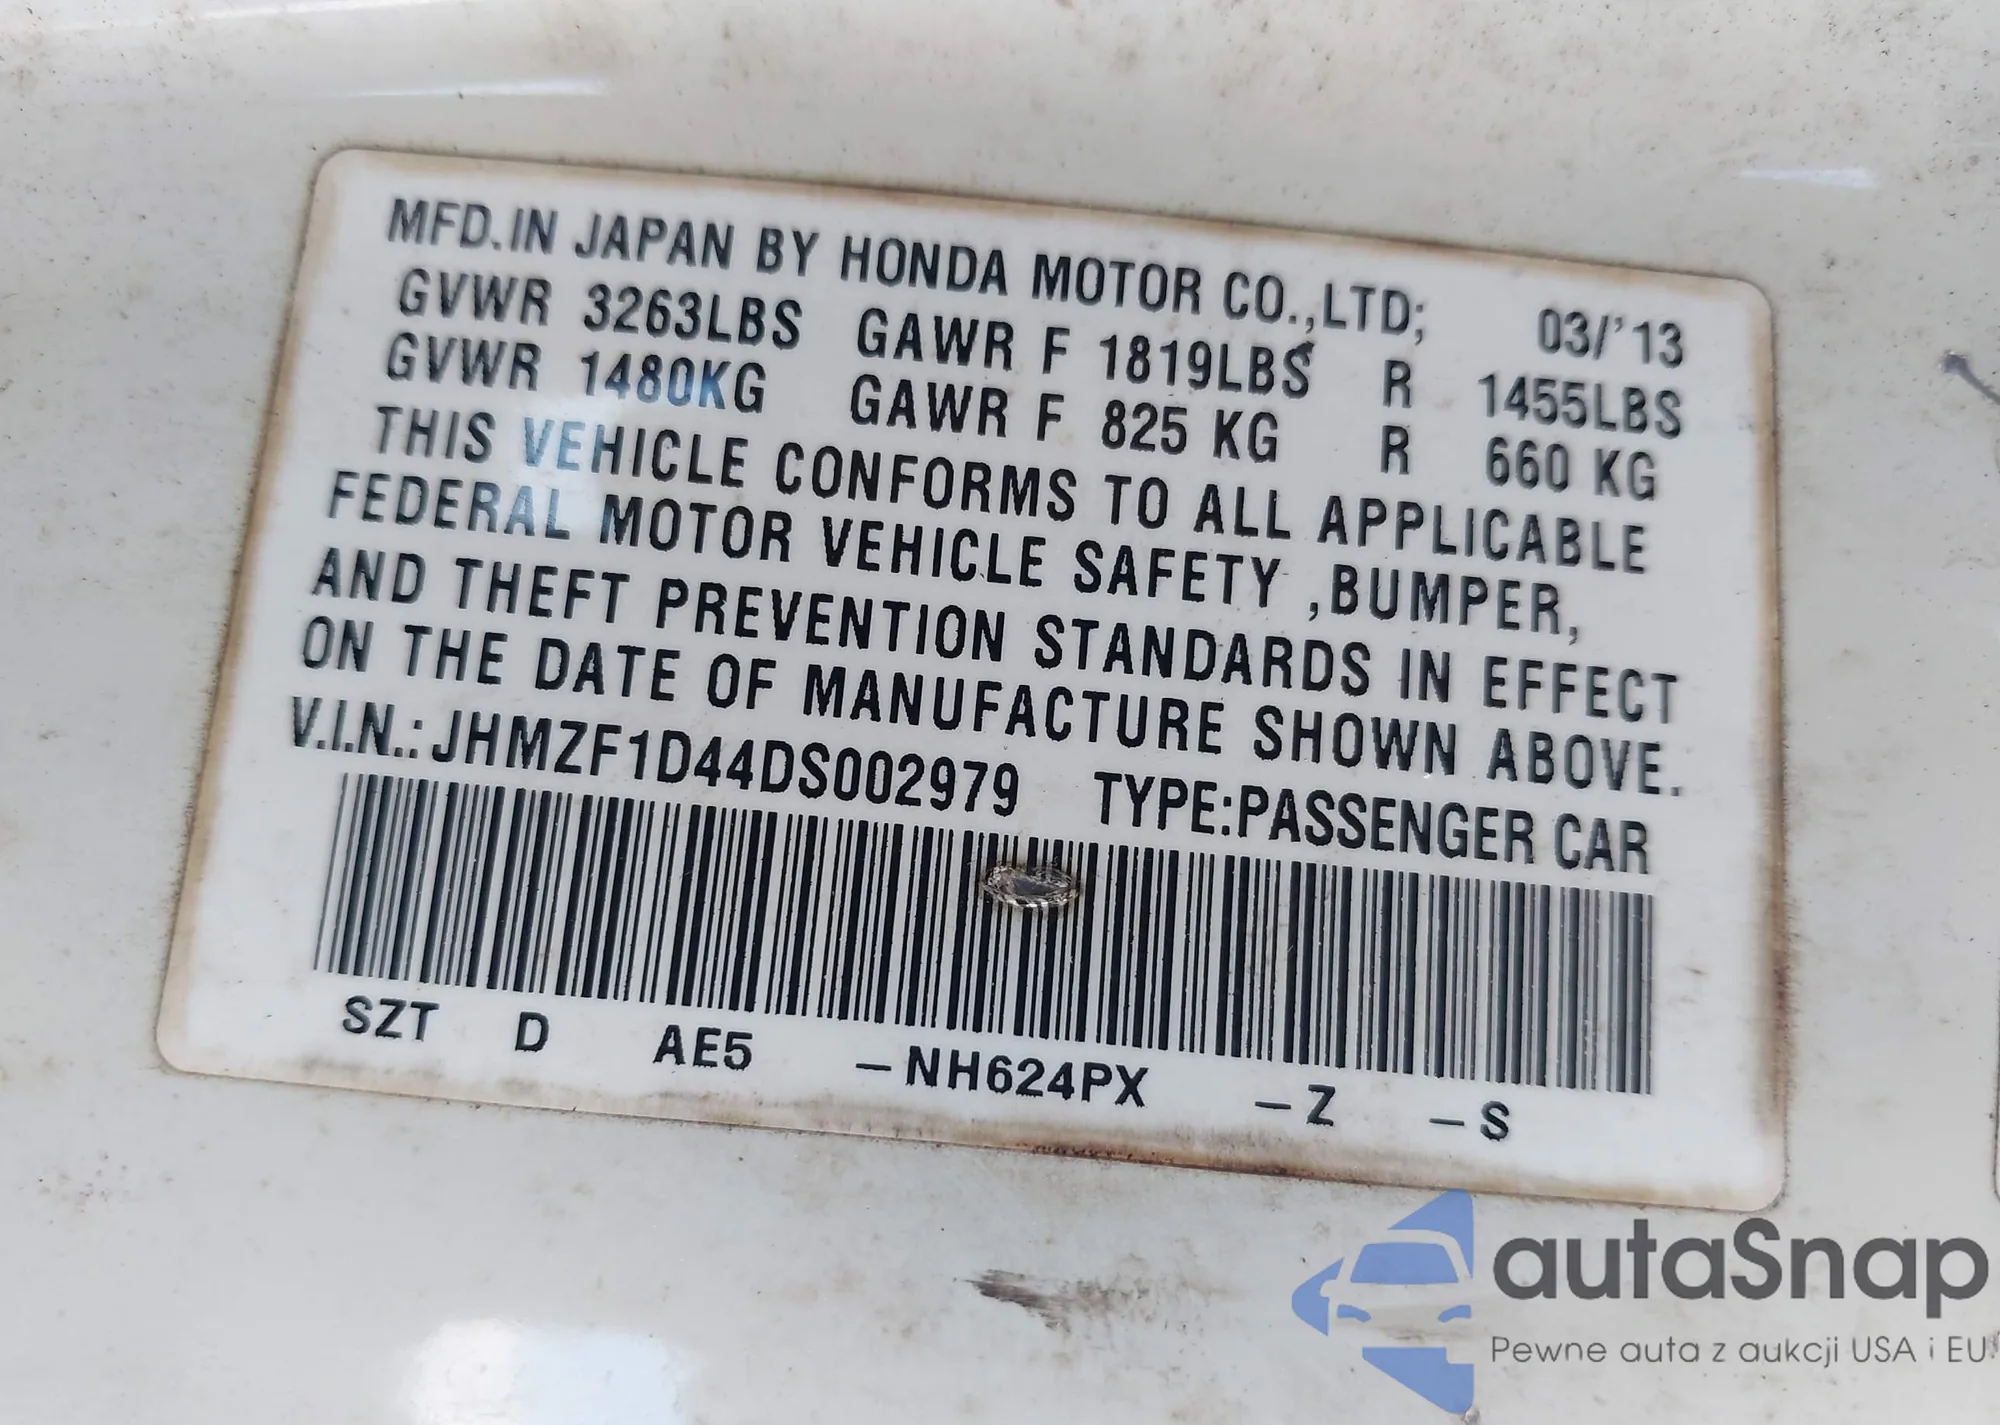 MFD.IN JAPAN BY HONDA MOTOR CO.,LTD; 03/'13
GVWR 3263LBS GAWR F 1819LBS R 1455LBS
GVWR 1480KG GAWR F 825 KG R 660 KG
THIS VEHICLE CONFORMS TO ALL APPLICABLE
FEDERAL MOTOR VEHICLE SAFETY ,BUMPER,
AND THEFT PREVENTION STANDARDS IN EFFECT
ON THE DATE OF MANUFACTURE SHOWN ABOVE.
V.I.N.: JHMZF1D44DS002979 TYPE:PASSENGER CAR
SZT D AE5 –NH624PX –Z –S
autaSnap
Pewne auta z aukcji USA i EU!